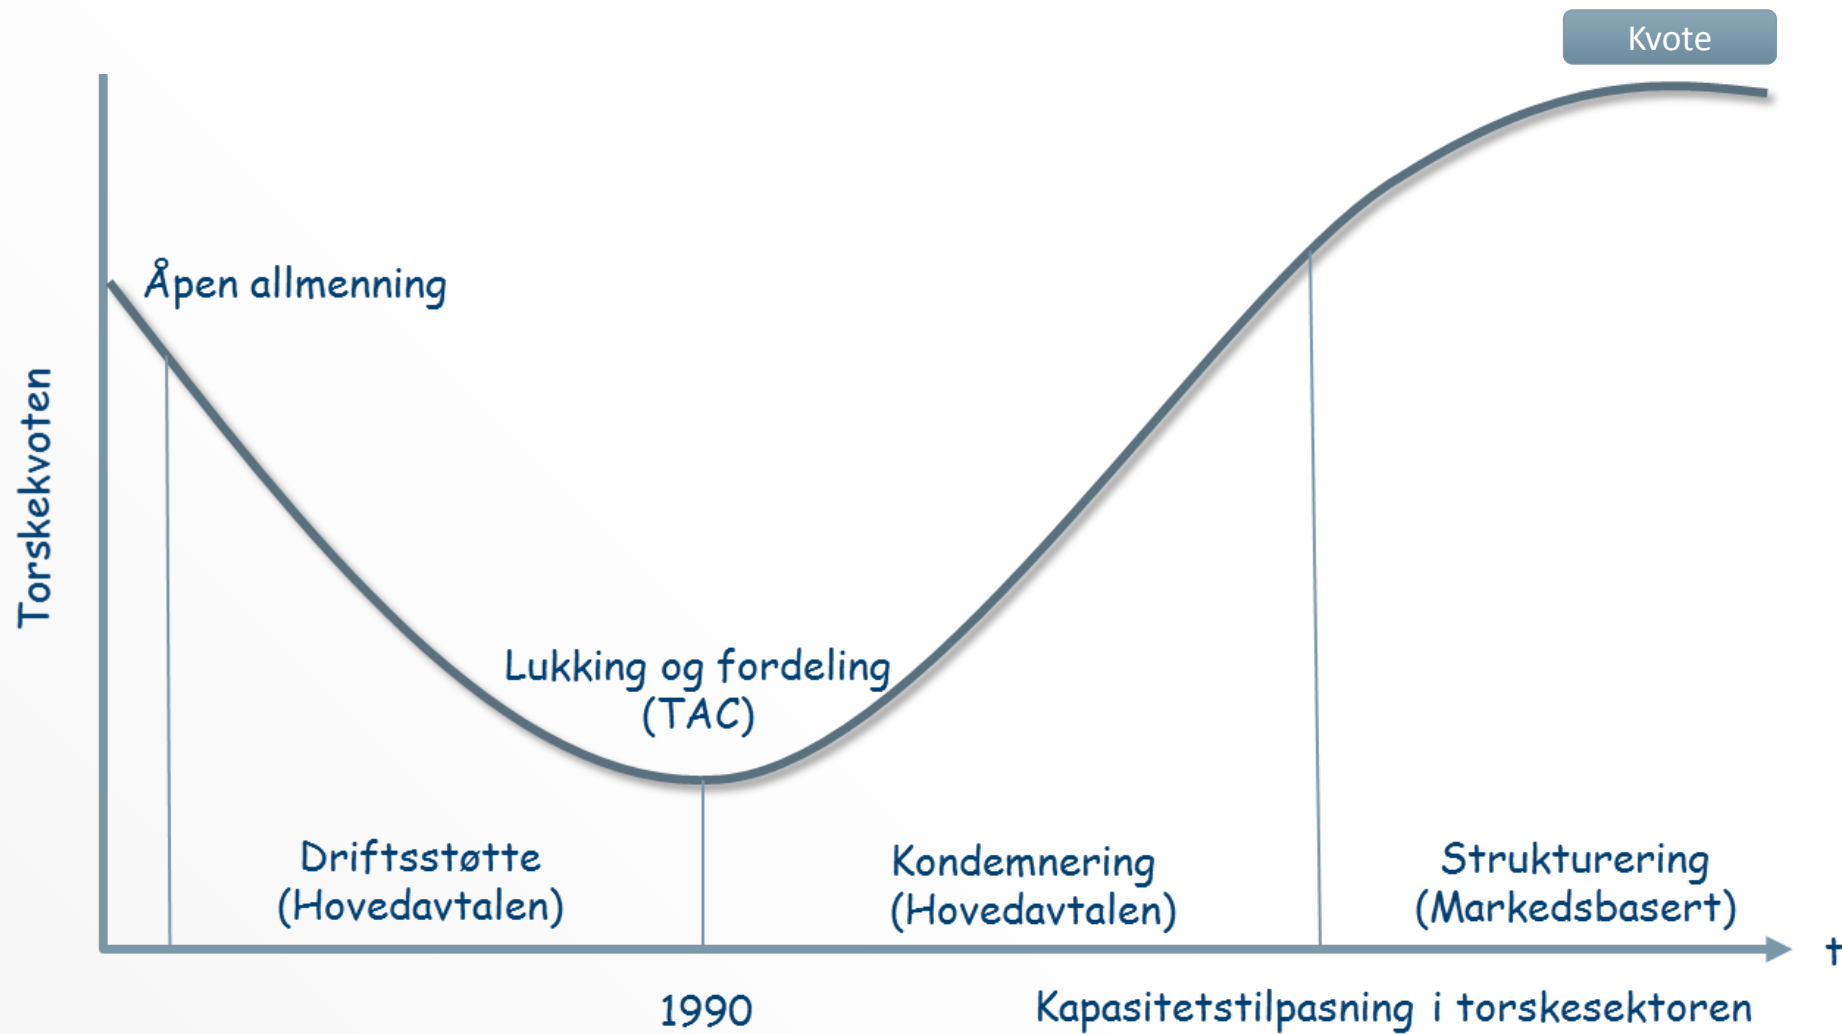 Kvote
Åpen allmenning
Torskekvoten
Lukking og fordeling
(TAC)
Driftsstøtte
(Hovedavtalen)
Kondemnering
(Hovedavtalen)
Strukturering
(Markedsbasert)
t
1990
Kapasitetstilpasning i torskesektoren